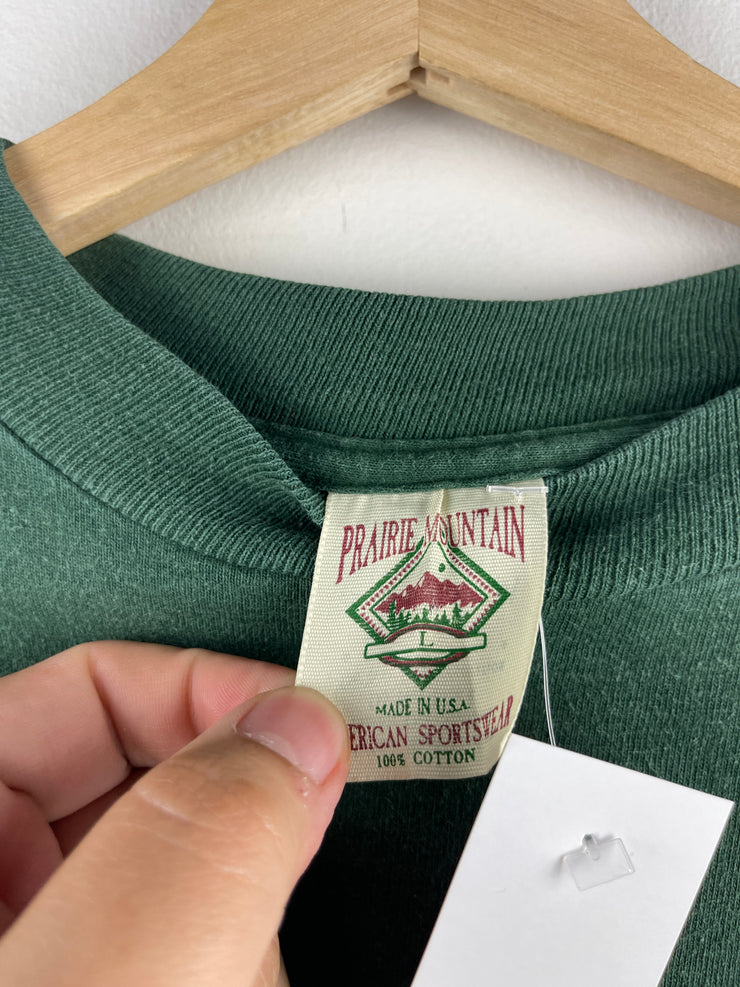 PRAIRIE MOUNTAIN
L
MADE IN U.S.A.
ERICAN SPORTSWEAR
100% COTTON